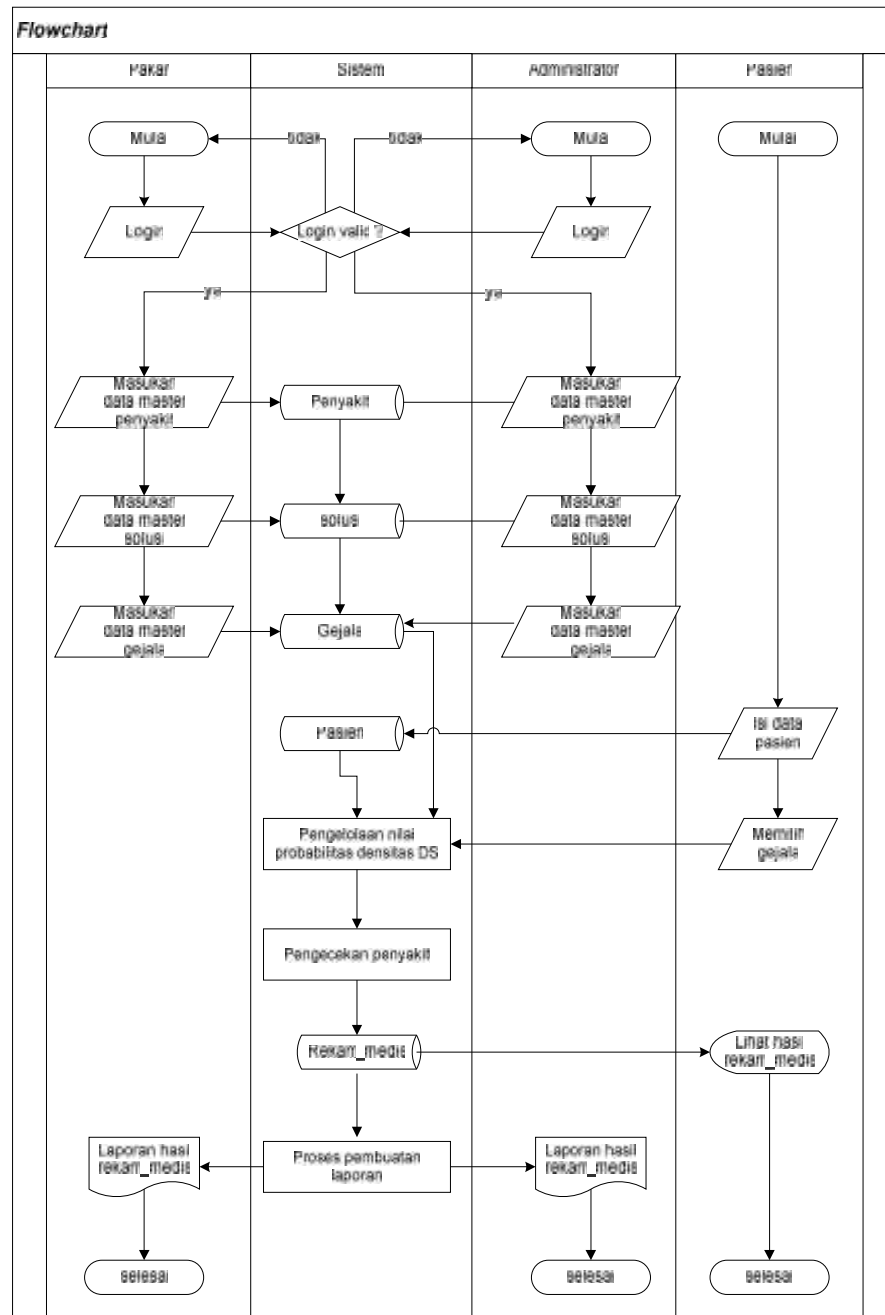 Flowchart
Pakar
Sistem
Administrator
Pasien
Mulai
tidak
tidak
Mulai
Mulai
Login
Login valid ?
Login
ya
ya
Masukan
data master
penyakit
Penyakit
Masukan
data master
penyakit
Masukan
data master
solusi
solusi
Masukan
data master
solusi
Masukan
data master
gejala
Gejala
Masukan
data master
gejala
Pasien
Isi data
pasien
Pengelolaan nilai
probabilitas densitas DS
Memilih
gejala
Pengecekan penyakit
Rekam_medis
Lihat hasil
rekam_medis
Laporan hasil
rekam_medis
Proses pembuatan
laporan
Laporan hasil
rekam_medis
selesai
selesai
selesai